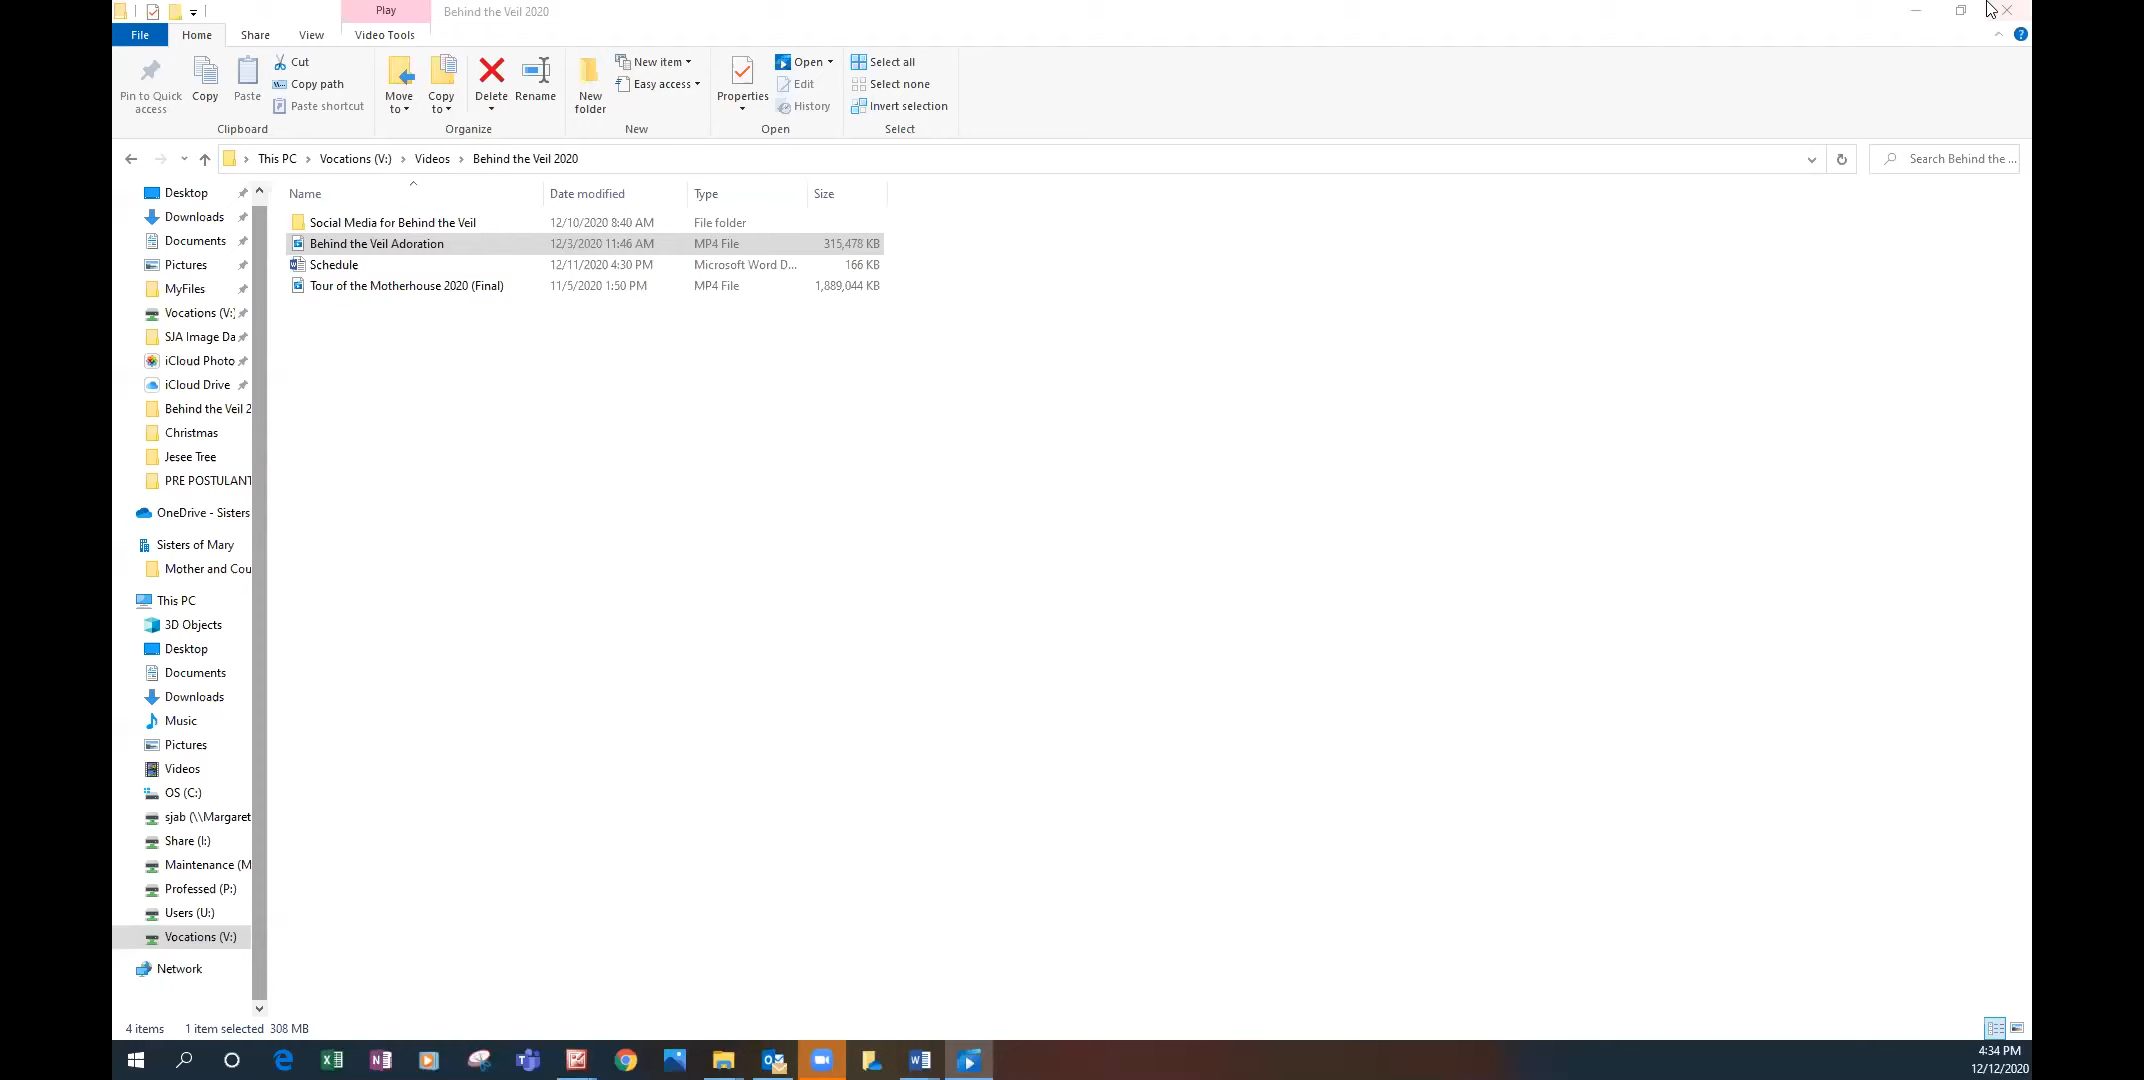 Play
Behind the Veil 2020
File Home Share View Video Tools
Pin to Quick access
Copy
Paste
Cut
Copy path
Paste shortcut
Clipboard
Move to
Copy to
Delete
Rename
Organize
New folder
New item
Easy access
New
Properties
Open
Edit
History
Open
Select all
Select none
Invert selection
Select
This PC > Vocations (V:) > Videos > Behind the Veil 2020
Search Behind the ...
Name Date modified Type Size
Social Media for Behind the Veil 12/10/2020 8:40 AM File folder
Behind the Veil Adoration 12/3/2020 11:46 AM MP4 File 315,478 KB
Schedule 12/11/2020 4:30 PM Microsoft Word D... 166 KB
Tour of the Motherhouse 2020 (Final) 11/5/2020 1:50 PM MP4 File 1,889,044 KB
Desktop
Downloads
Documents
Pictures
MyFiles
Vocations (V:)
SJA Image Da
iCloud Photo
iCloud Drive
Behind the Veil 2
Christmas
Jesee Tree
PRE POSTULANT
OneDrive - Sisters
Sisters of Mary
Mother and Cou
This PC
3D Objects
Desktop
Documents
Downloads
Music
Pictures
Videos
OS (C:)
sjab (\\Margaret
Share (I:)
Maintenance (M
Professed (P:)
Users (U:)
Vocations (V:)
Network
4 items 1 item selected 308 MB
4:34 PM
12/12/2020